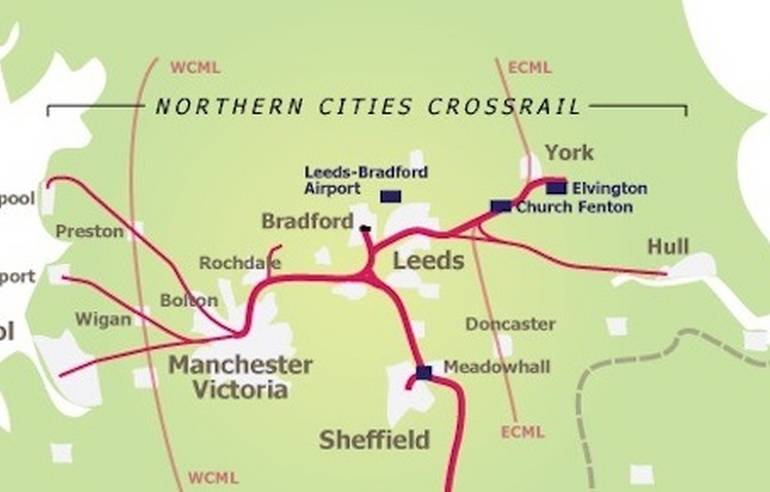 WCML
ECML
NORTHERN CITIES CROSSRAIL
York
Leeds-Bradford
Airport
Elvington
Church Fenton
pool
Bradford
Preston
Hull
Leeds
Rochdale
port
Bolton
Wigan
Doncaster
ol
Manchester
Victoria
Meadowhall
Sheffield
ECML
WCML